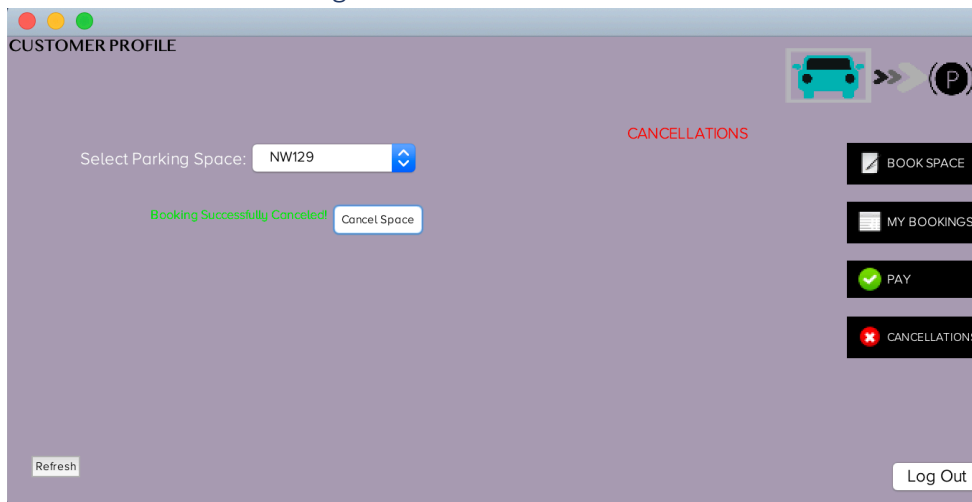 CUSTOMER PROFILE
(P)
CANCELLATIONS
Select Parking Space: NW129
BOOK SPACE
Booking Successfully Canceled! Cancel Space
MY BOOKINGS
PAY
CANCELLATIONS
Refresh
Log Out